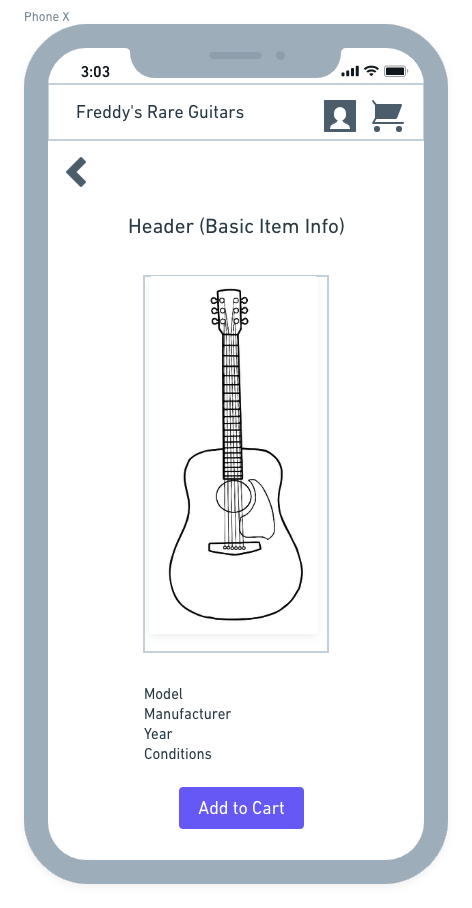 Phone X
3:03
Freddy's Rare Guitars
Header (Basic Item Info)
Model
Manufacturer
Year
Conditions
Add to Cart